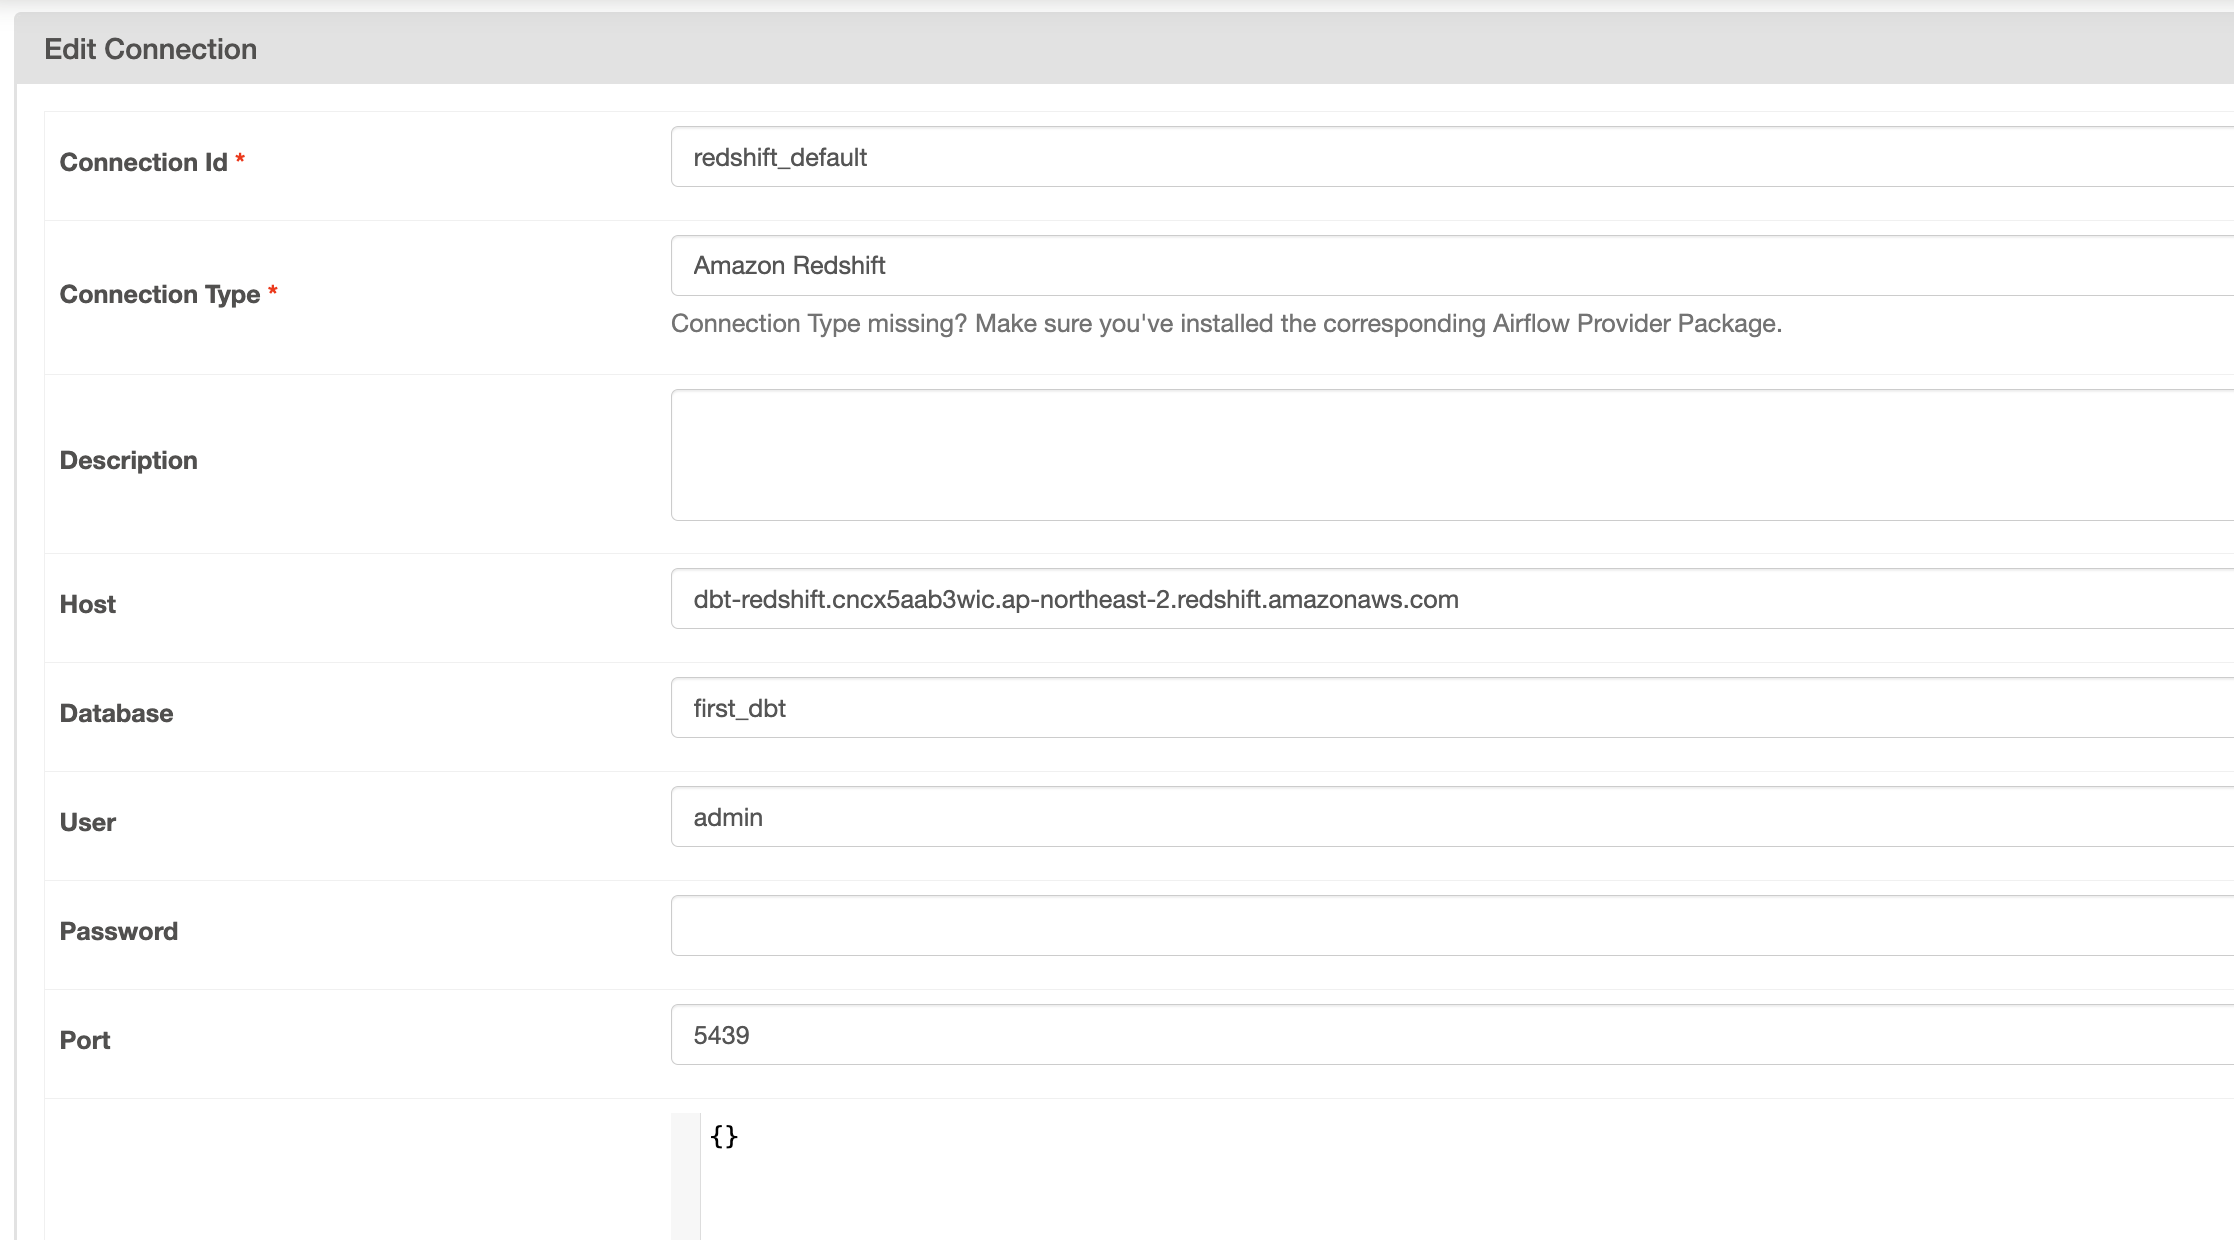 Edit Connection
Connection Id *
redshift_default
Connection Type *
Amazon Redshift
Connection Type missing? Make sure you've installed the corresponding Airflow Provider Package.
Description
Host
dbt-redshift.cncx5aab3wic.ap-northeast-2.redshift.amazonaws.com
Database
first_dbt
User
admin
Password
Port
5439
{}